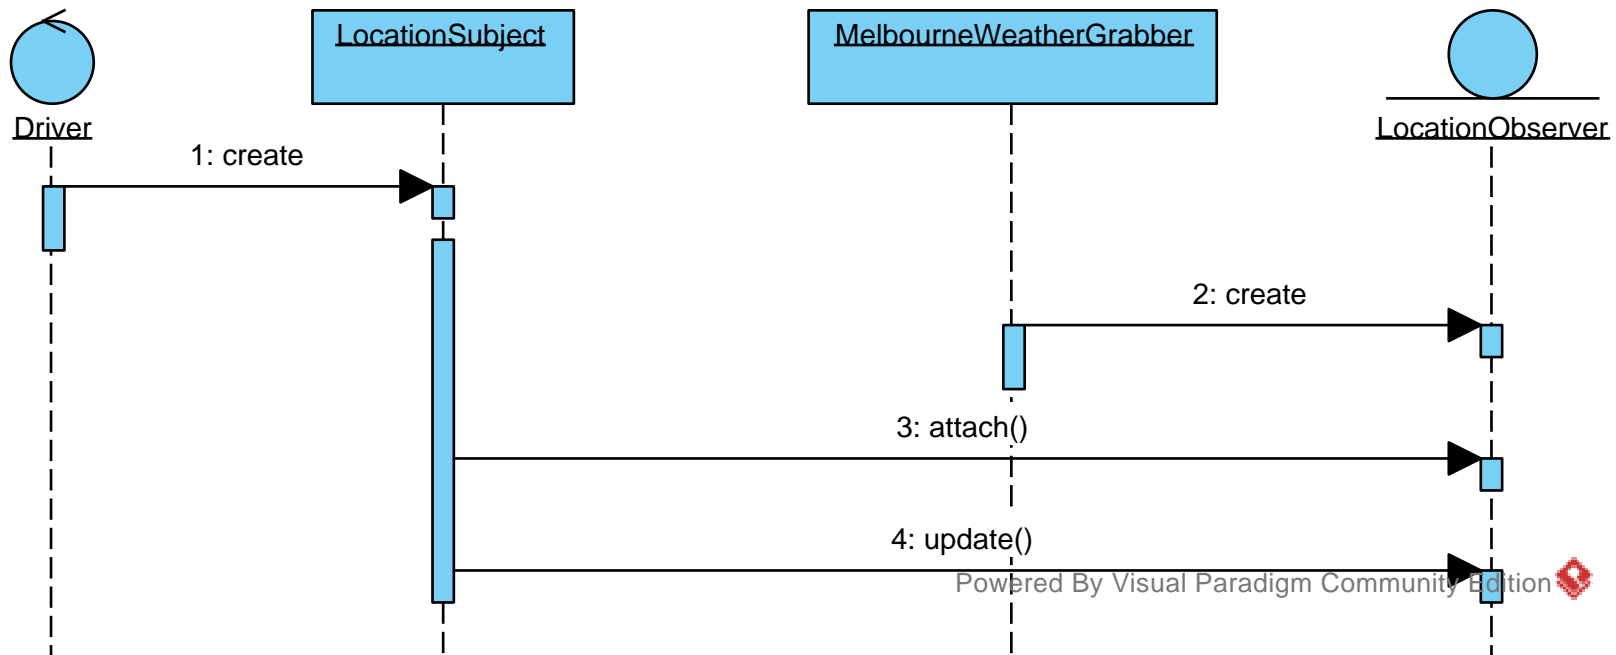 LocationSubject
MelbourneWeatherGrabber
Driver
LocationObserver
1: create
2: create
3: attach()
4: update()
Powered By Visual Paradigm Community Edition